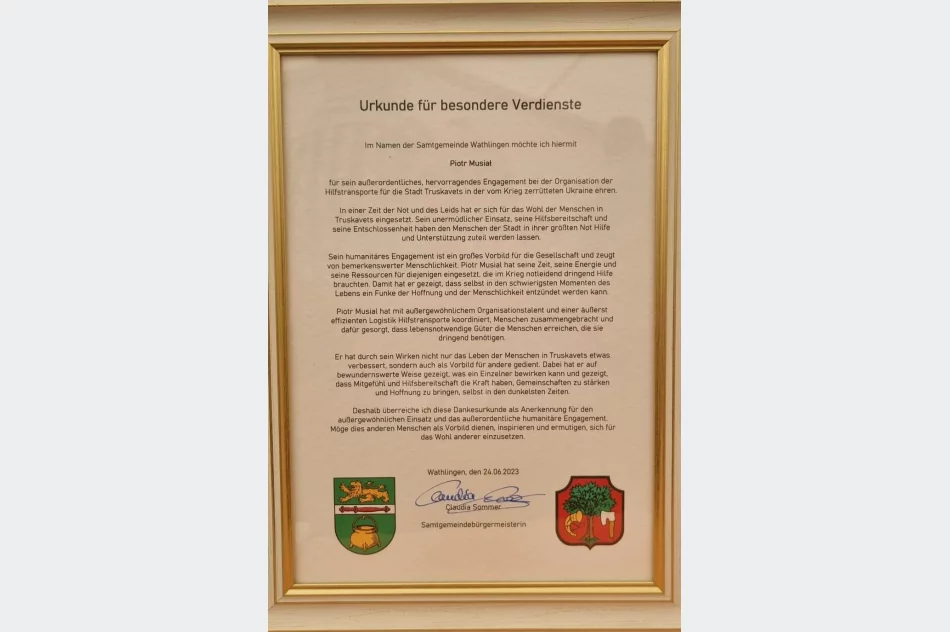 Urkunde für besondere Verdienste
Im Namen der Samtgemeinde Wathlingen möchte ich hiermit
Piotr Musiał
für sein außerordentliches, hervorragendes Engagement bei der Organisation der
Hilfstransporte für die Stadt Truskavets in der vom Krieg zerrütteten Ukraine ehren.
In einer Zeit der Not und des Leids hat er sich für das Wohl der Menschen in
Truskavets eingesetzt. Sein unermüdlicher Einsatz, seine Hilfsbereitschaft und
seine Entschlossenheit haben den Menschen der Stadt in ihrer größten Not Hilfe
und Unterstützung zuteil werden lassen.
Sein humanitäres Engagement ist ein großes Vorbild für die Gesellschaft und zeugt
von bemerkenswerter Menschlichkeit. Piotr Musiał hat seine Zeit, seine Energie und
seine Ressourcen für diejenigen eingesetzt, die im Krieg notleidend dringend Hilfe
brauchten. Damit hat er gezeigt, dass selbst in den schwierigsten Momenten des
Lebens ein Funke der Hoffnung und der Menschlichkeit entzündet werden kann.
Piotr Musiał hat mit außergewöhnlichem Organisationstalent und einer äußerst
effizienten Logistik Hilfstransporte koordiniert, Menschen zusammengebracht und
dafür gesorgt, dass lebensnotwendige Güter die Menschen erreichen, die sie
dringend benötigen.
Er hat durch sein Wirken nicht nur das Leben der Menschen in Truskavets etwas
verbessert, sondern auch als Vorbild für andere gedient. Dabei hat er auf
bewundernswerte Weise gezeigt, was ein Einzelner bewirken kann und gezeigt,
dass Mitgefühl und Hilfsbereitschaft die Kraft haben, Gemeinschaften zu stärken
und Hoffnung zu bringen, selbst in den dunkelsten Zeiten.
Deshalb überreiche ich diese Dankesurkunde als Anerkennung für den
außergewöhnlichen Einsatz und das außerordentliche humanitäre Engagement.
Möge dies anderen Menschen als Vorbild dienen, inspirieren und ermutigen, sich für
das Wohl anderer einzusetzen.
Wathlingen, den 24.06.2023
Claudia Sommer
Samtgemeindebürgermeisterin